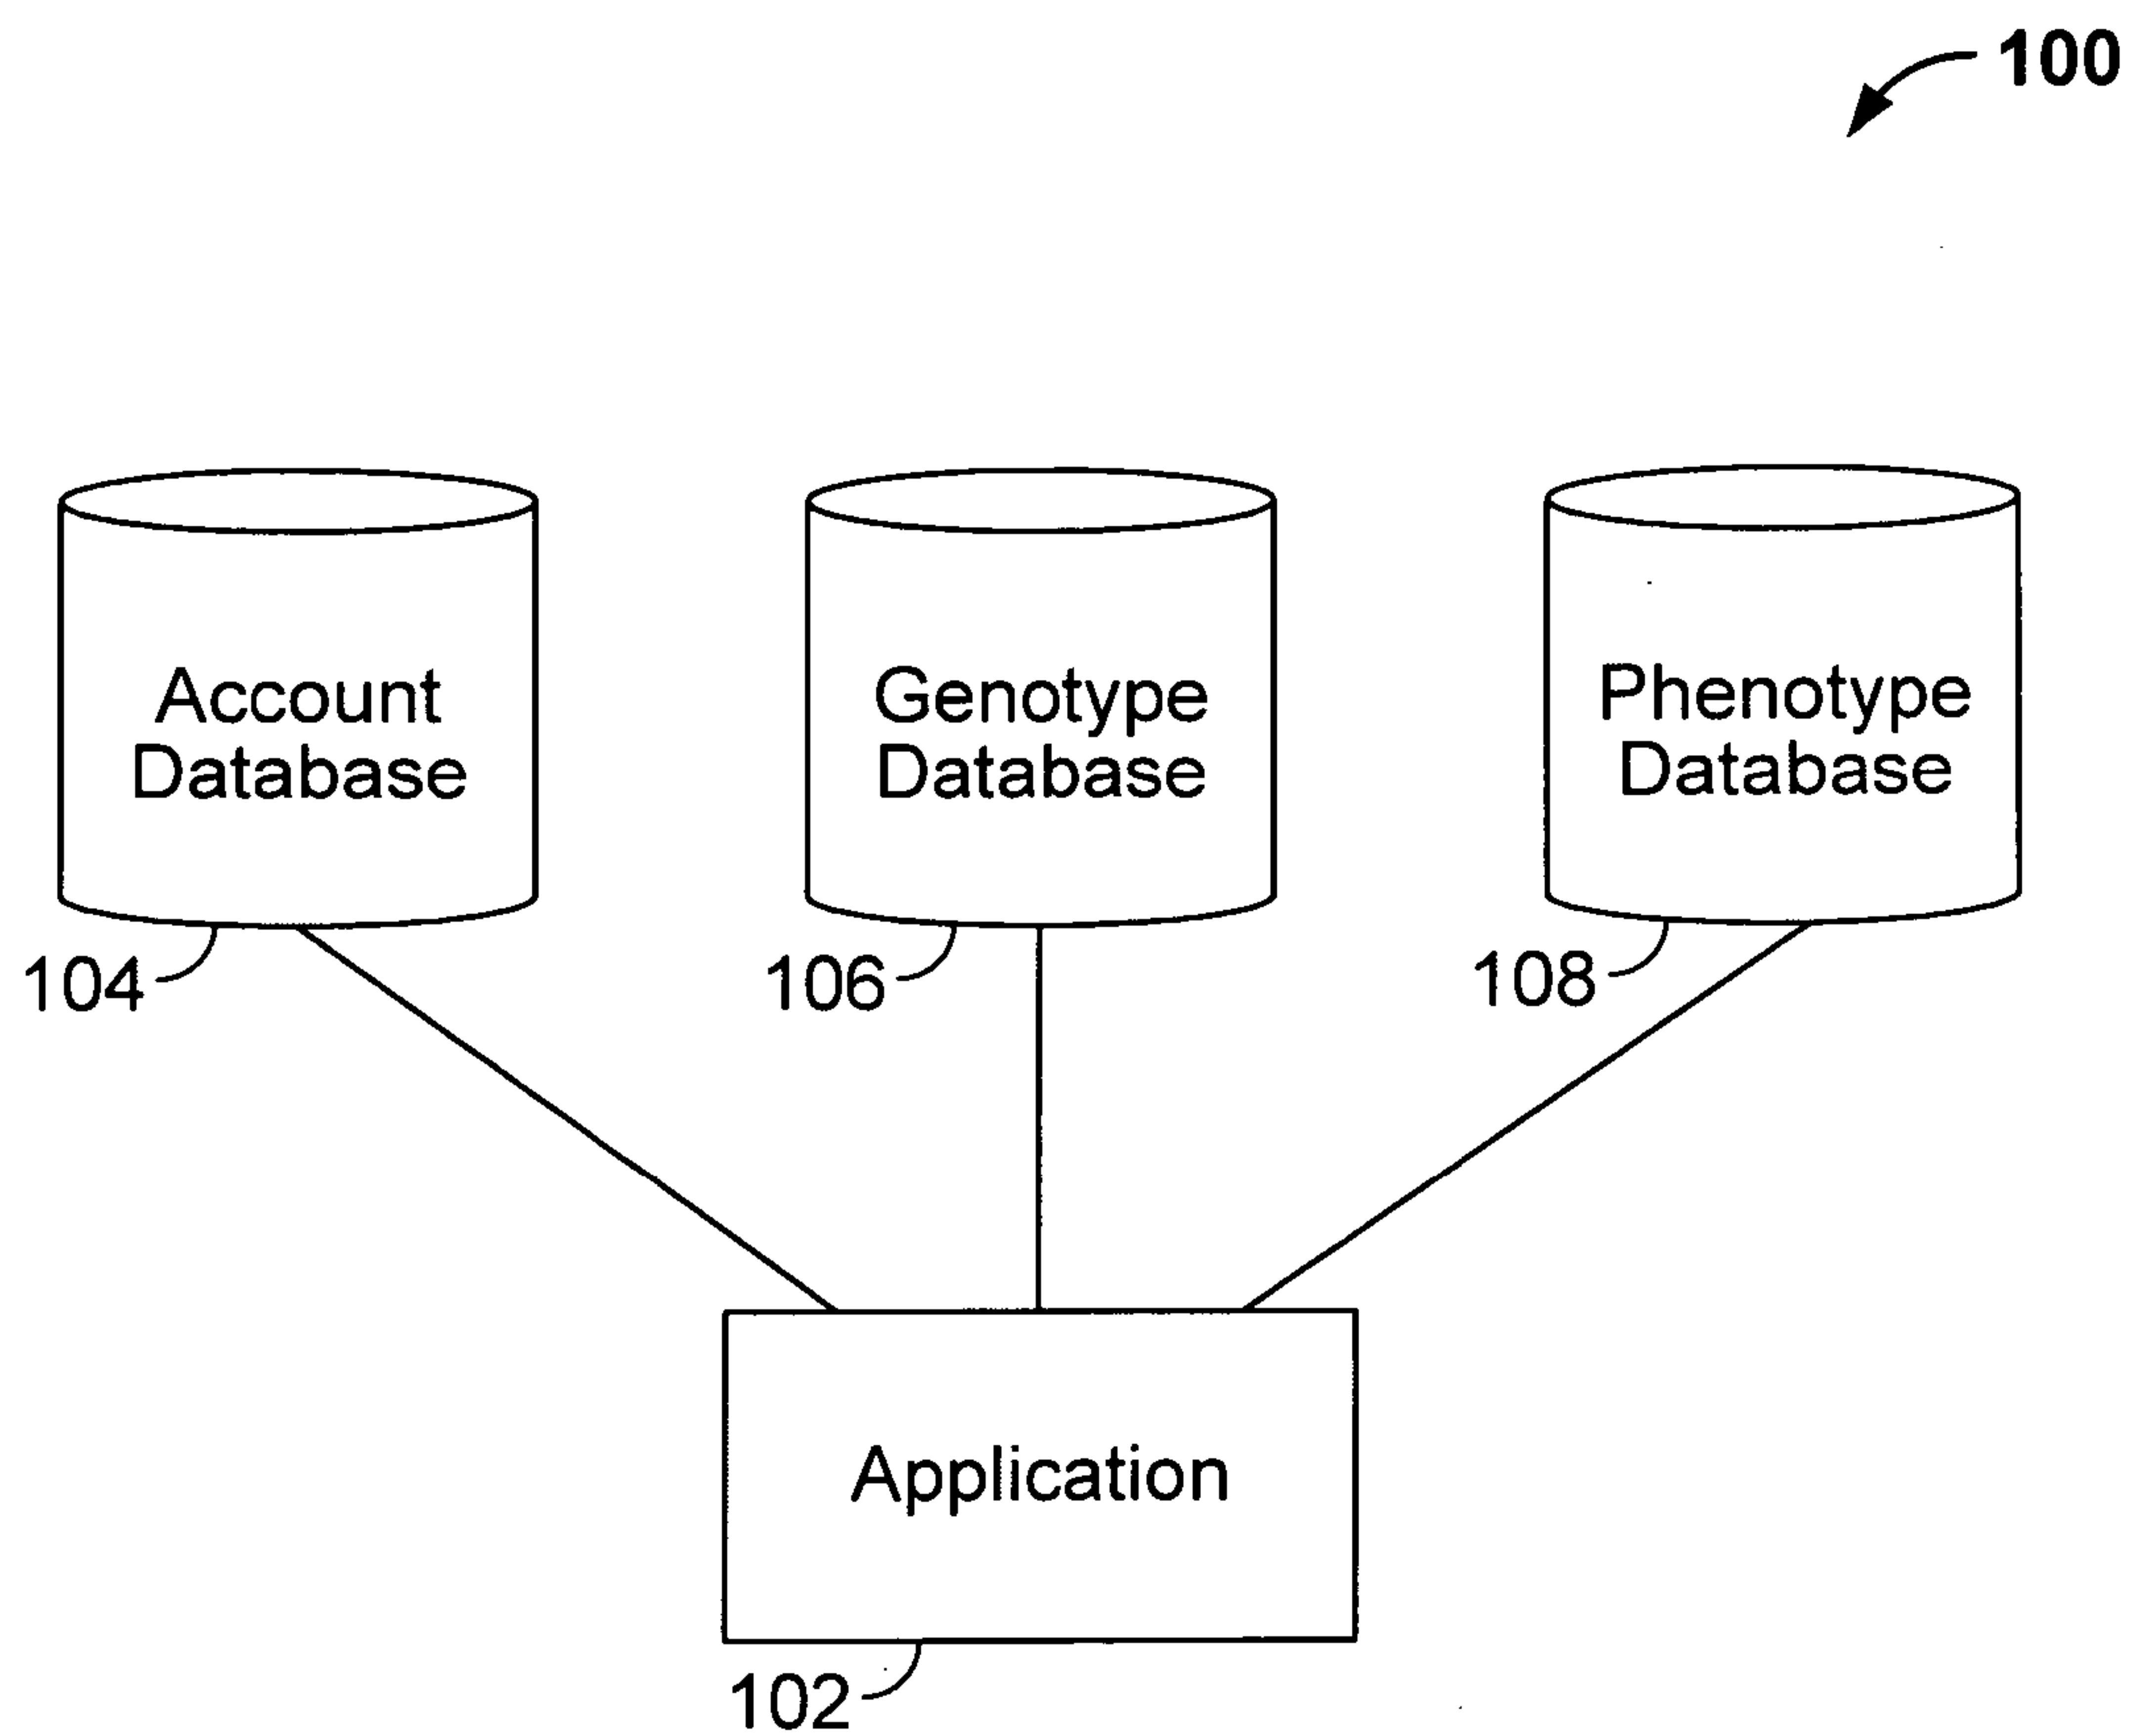 100
Account
Database
Genotype
Database
Phenotype
Database
104
106
108
Application
102